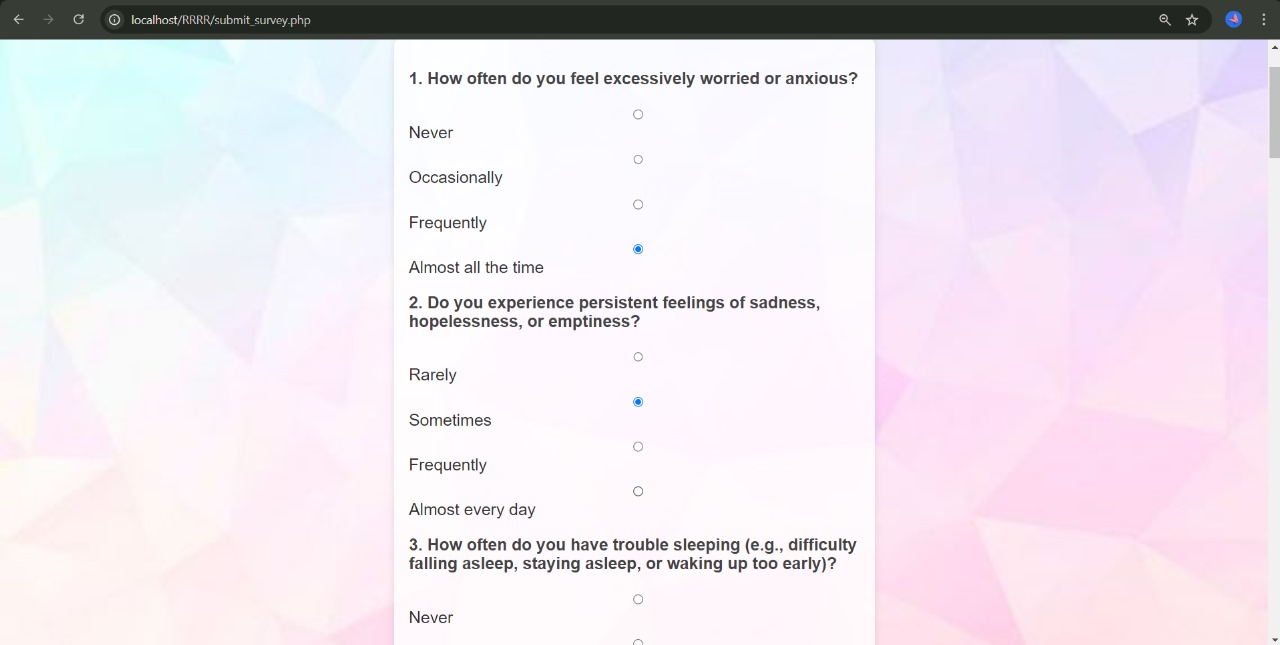 localhost/RRRR/submit_survey.php
1. How often do you feel excessively worried or anxious?
Never
Occasionally
Frequently
Almost all the time
2. Do you experience persistent feelings of sadness,
hopelessness, or emptiness?
Rarely
Sometimes
Frequently
Almost every day
3. How often do you have trouble sleeping (e.g., difficulty
falling asleep, staying asleep, or waking up too early)?
Never